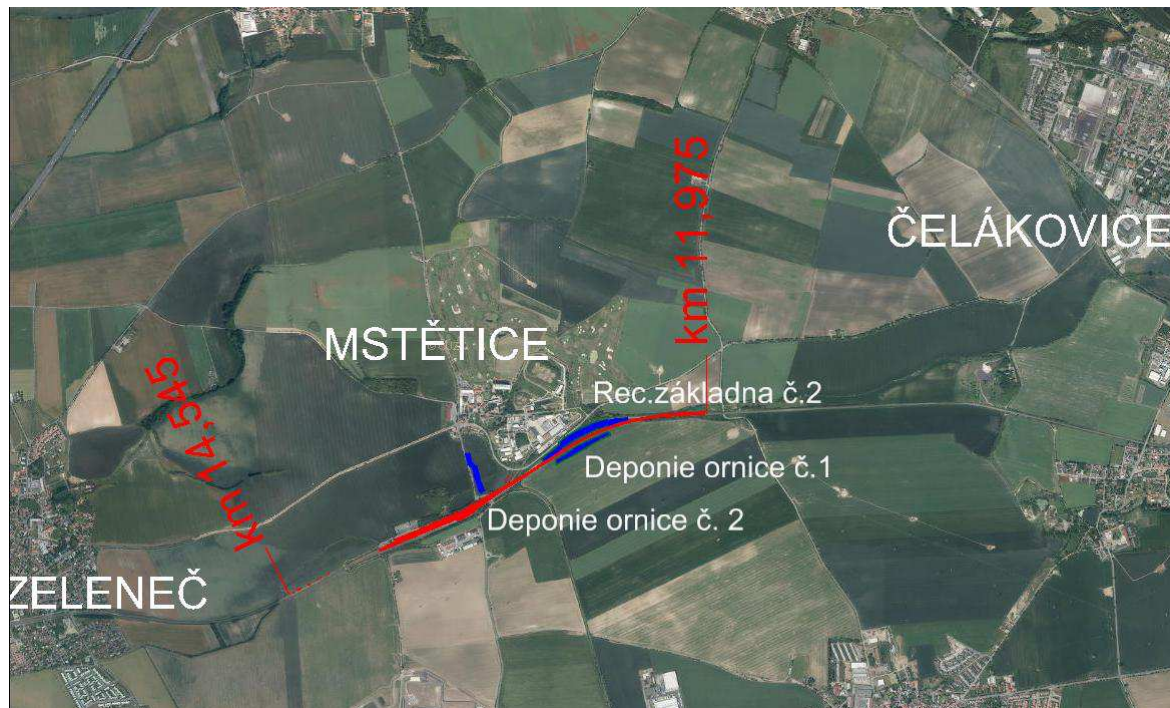 km 11,975
ČELÁKOVICE
MSTĚTICE
km 14,545
Rec.základna č.2
Deponie ornice č.1
Deponie ornice č. 2
ZELENEČ